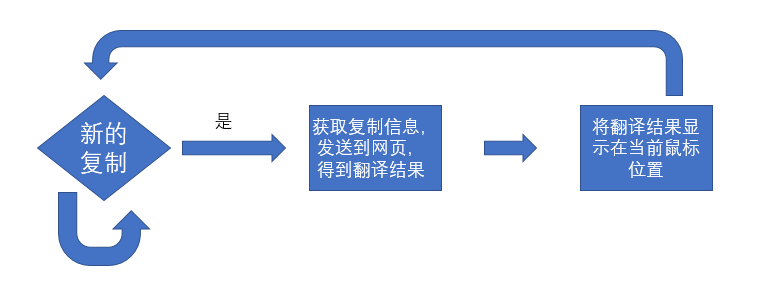 新的
复制
是
获取复制信息，
发送到网页，
得到翻译结果
将翻译结果显
示在当前鼠标
位置